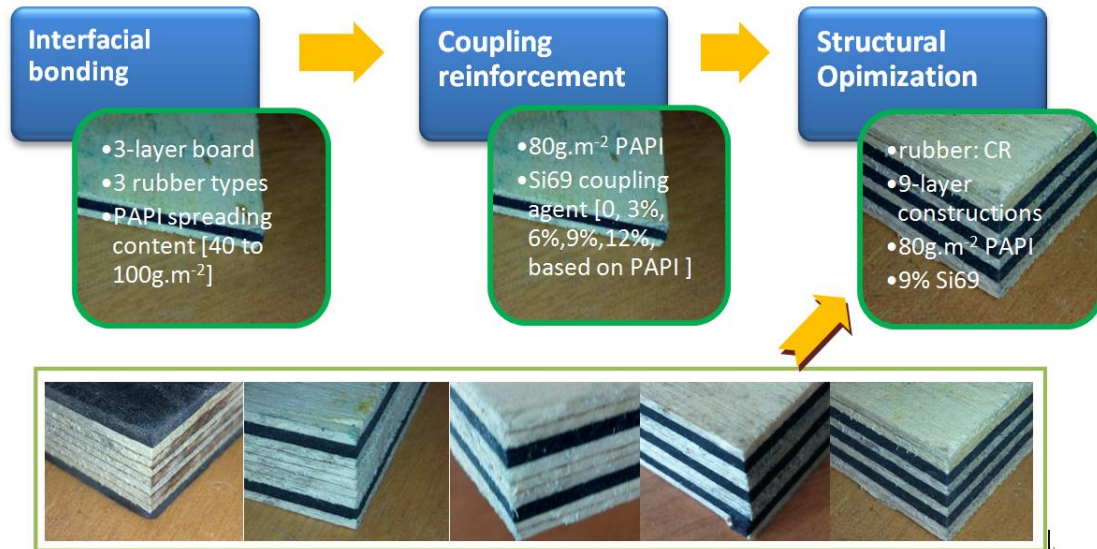 Interfacial
bonding
•3-layer board
•3 rubber types
•PAPI spreading
content [40 to
100g.m⁻²]
Coupling
reinforcement
•80g.m⁻² PAPI
•Si69 coupling
agent [0, 3%,
6%,9%,12%,
based on PAPI ]
Structural
Opimization
•rubber: CR
•9-layer
constructions
•80g.m⁻² PAPI
•9% Si69